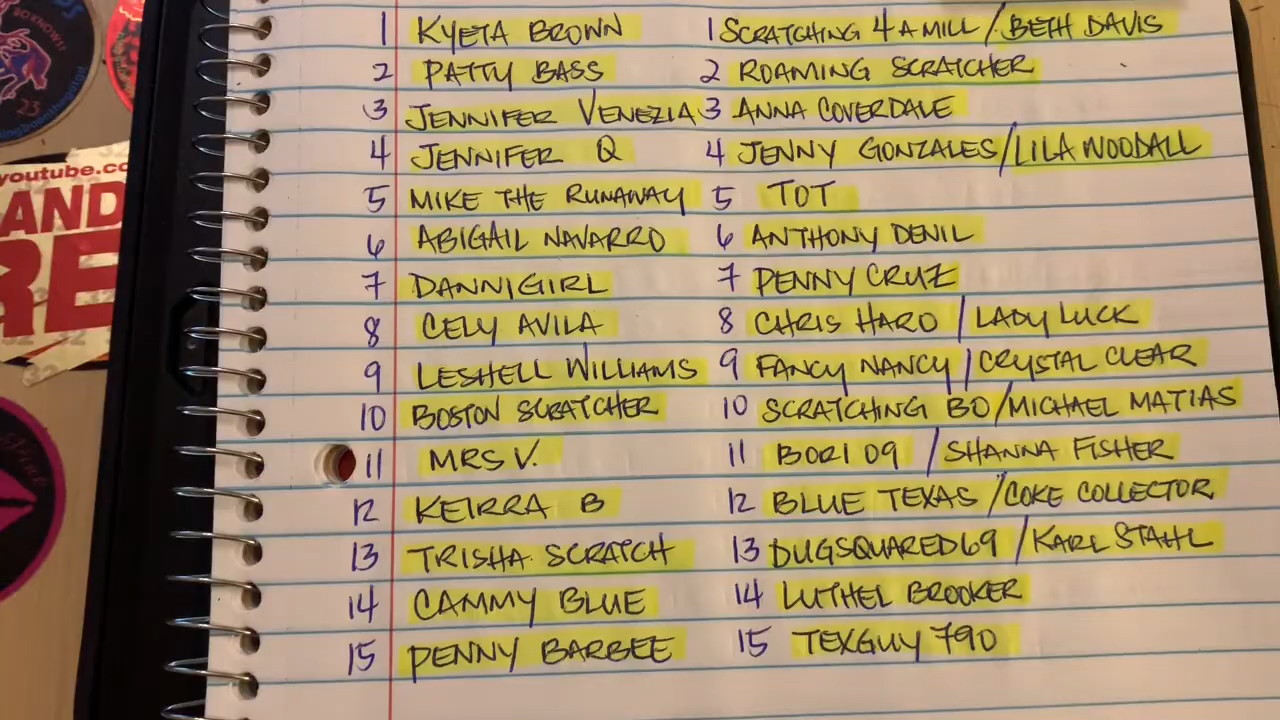 1 KYETA BROWN 1 SCRATCHING 4 A MILL / BETH DAVIS
2 PATTY BASS 2 ROAMING SCRATCHER
3 JENNIFER VENEZIA 3 ANNA COVERDALE
4 JENNIFER Q 4 JENNY GONZALES / LILA WOODALL
5 MIKE THE RUNAWAY 5 TOT
6 ABIGAIL NAVARRO 6 ANTHONY DENIL
7 DANNIGIRL 7 PENNY CRUZ
8 CELY AVILA 8 CHRIS HARO / LADY LUCK
9 LESHELL WILLIAMS 9 FANCY NANCY / CRYSTAL CLEAR
10 BOSTON SCRATCHER 10 SCRATCHING BO / MICHAEL MATIAS
11 MRS V. 11 BORI 09 / SHANNA FISHER
12 KEIRRA B 12 BLUE TEXAS / COKE COLLECTOR
13 TRISHA SCRATCH 13 DUGSQUARED69 / KARL STAHL
14 CAMMY BLUE 14 LUTHEL BROOKER
15 PENNY BARBEE 15 TEXGUY 790
youtube.co
AND
RE
23